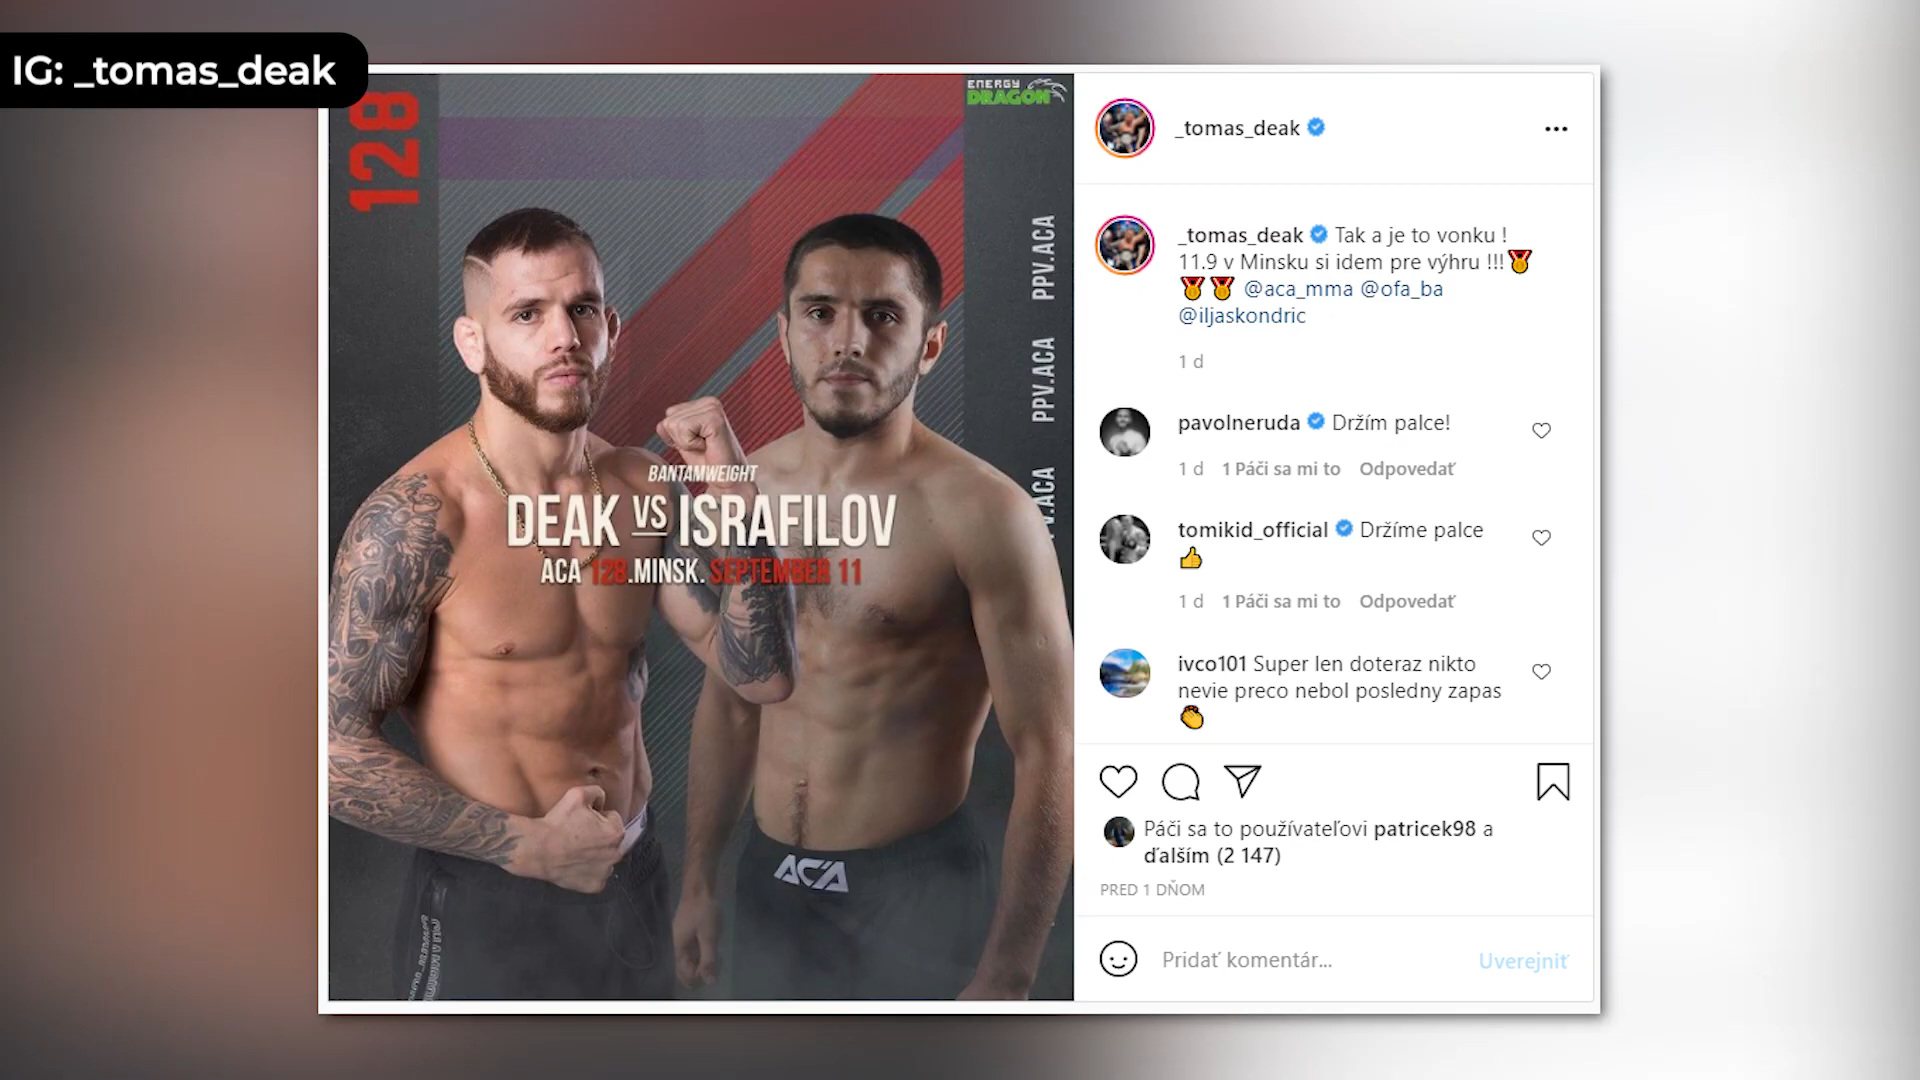 IG: _tomas_deak
128
ENERGY
DRAGON
PPV.ACA
PPV.ACA
PPV.ACA
BANTAMWEIGHT
DEAK VS ISRAFILOV
ACA 128.MINSK. SEPTEMBER 11
ACA
_tomas_deak
_tomas_deak Tak a je to vonku !
11.9 v Minsku si idem pre výhru !!!🏅
🏅🏅 @aca_mma @ofa_ba
@iljaskondric
1 d
pavolneruda Držím palce!
1 d 1 Páči sa mi to Odpovedať
tomikid_official Držíme palce
👍
1 d 1 Páči sa mi to Odpovedať
ivco101 Super len doteraz nikto
nevie preco nebol posledny zapas
👏
Páči sa to používateľovi patricek98 a
ďalším (2 147)
PRED 1 DŇOM
Pridať komentár...
Uverejniť